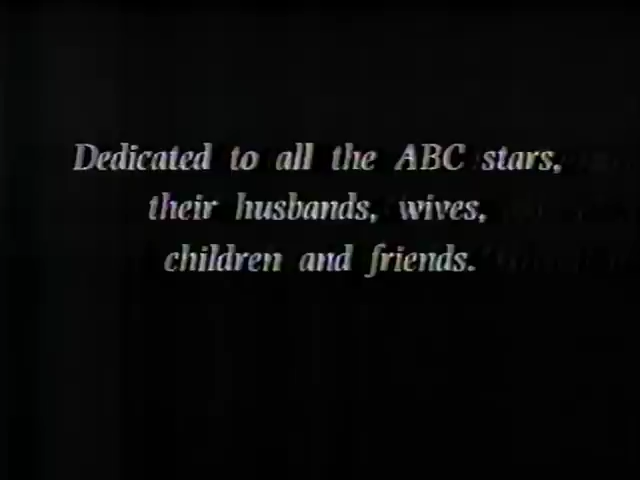 Dedicated to all the ABC stars,
their husbands, wives,
children and friends.